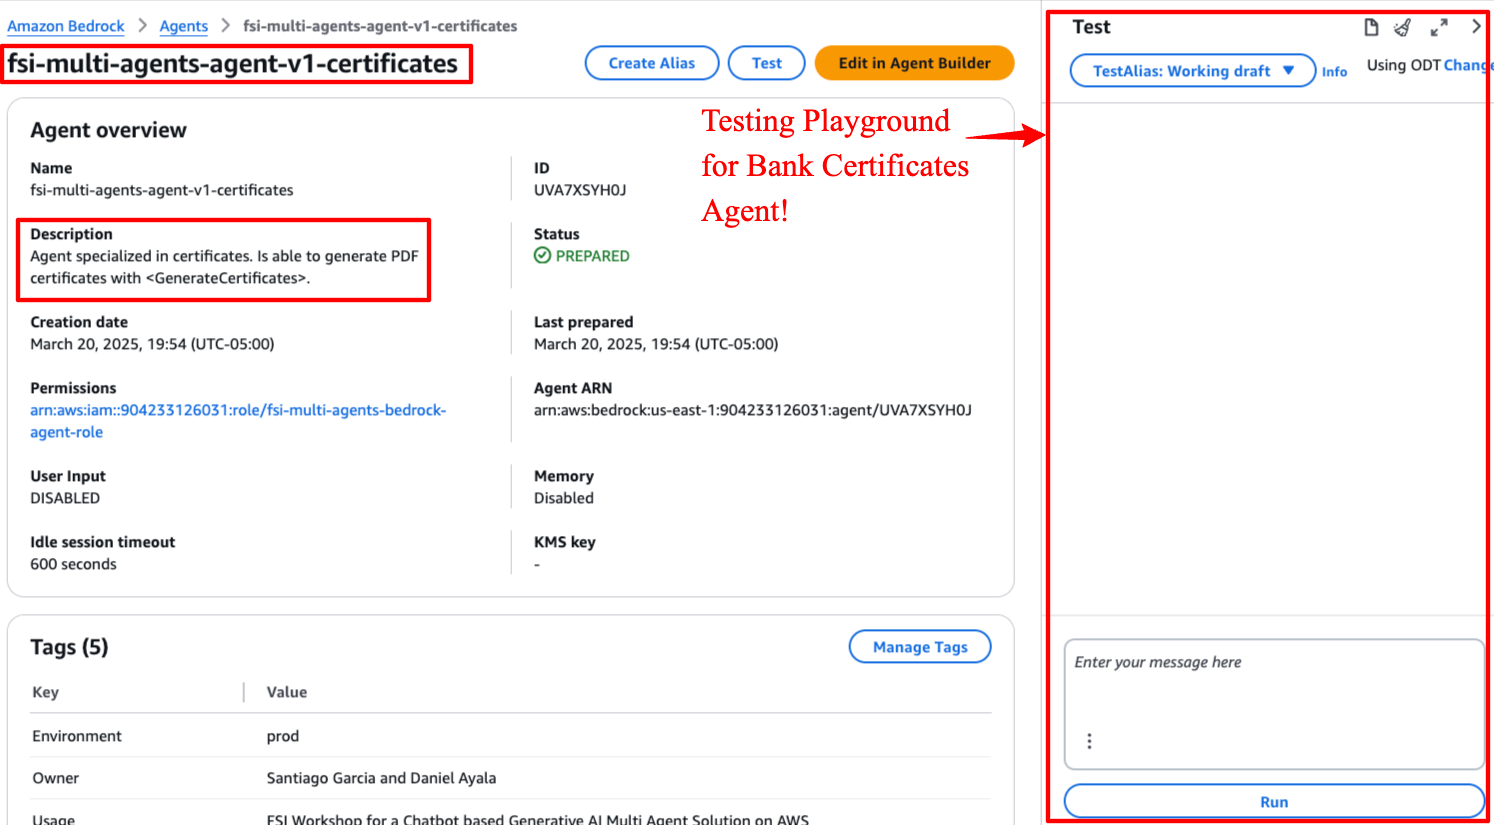 Amazon Bedrock > Agents > fsi-multi-agents-agent-v1-certificates
fsi-multi-agents-agent-v1-certificates
Create Alias
Test
Edit in Agent Builder
Agent overview
Name
fsi-multi-agents-agent-v1-certificates
ID
UVA7XSYH0J
Description
Agent specialized in certificates. Is able to generate PDF
certificates with <GenerateCertificates>.
Status
PREPARED
Creation date
March 20, 2025, 19:54 (UTC-05:00)
Last prepared
March 20, 2025, 19:54 (UTC-05:00)
Permissions
arn:aws:iam::904233126031:role/fsi-multi-agents-bedrock-
agent-role
Agent ARN
arn:aws:bedrock:us-east-1:904233126031:agent/UVA7XSYH0J
User Input
DISABLED
Memory
Disabled
Idle session timeout
600 seconds
KMS key
-
Tags (5)
Manage Tags
Key
Value
Environment
prod
Owner
Santiago Garcia and Daniel Ayala
Usage
FSI Workshop for a Chatbot based Generative AI Multi Agent Solution on AWS
Testing Playground
for Bank Certificates
Agent!
Test
TestAlias: Working draft
Info
Using ODT Change
Enter your message here
Run